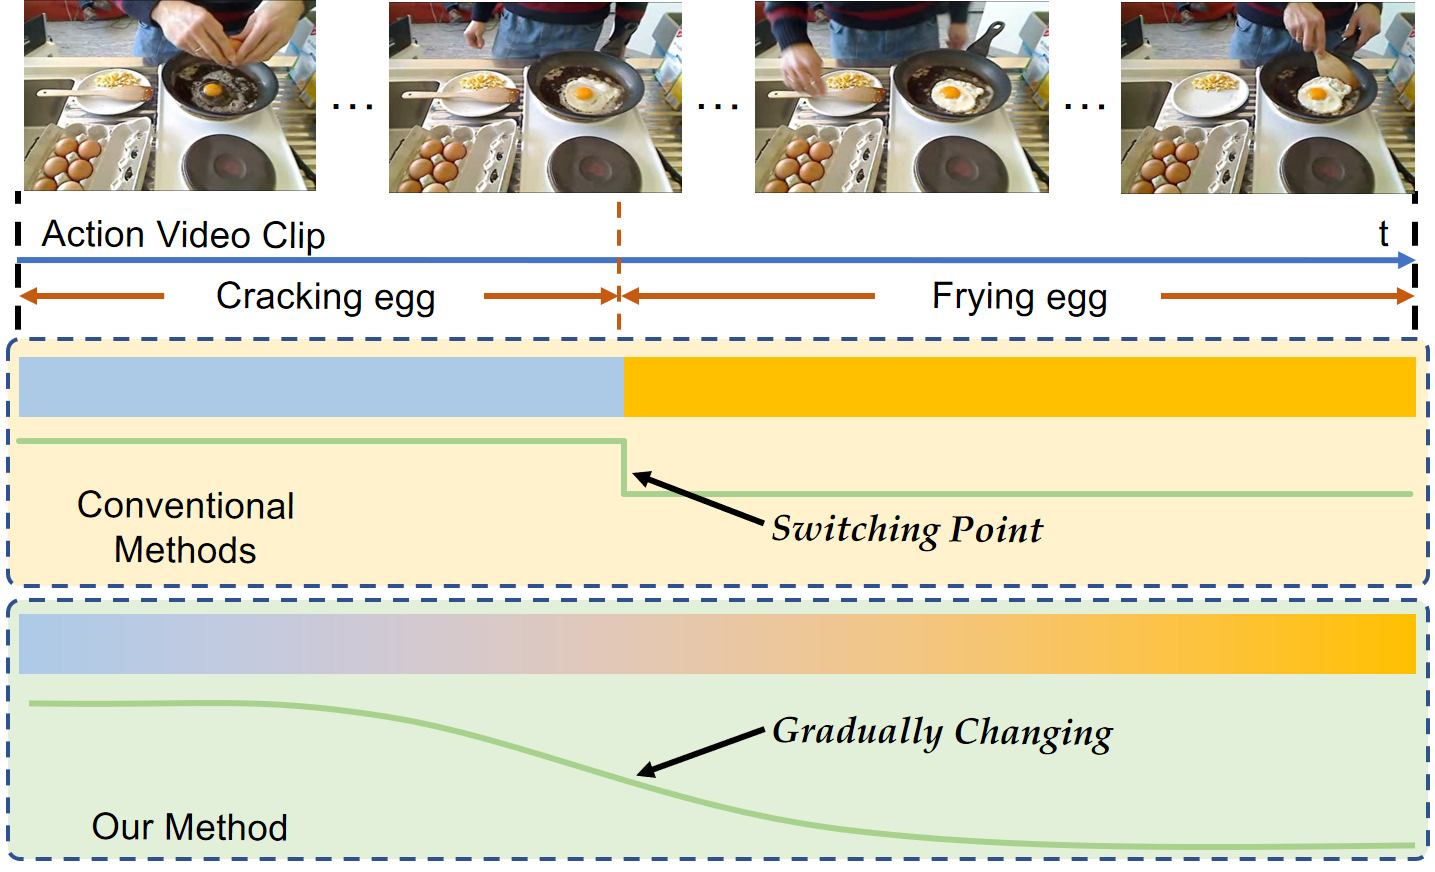 ... ... ...
Action Video Clip t
Cracking egg Frying egg
Conventional
Methods
Switching Point
Gradually Changing
Our Method